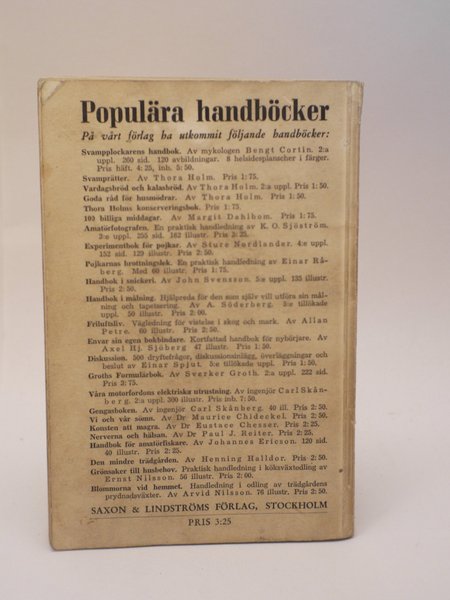 Populära handböcker
På vårt förlag ha utkommit följande handböcker:
Svampplockarens handbok. Av mykologen Bengt Cortin. 2:a
uppl. 260 sid. 120 avbildningar. 8 helsidesplanscher i färger.
Pris häft. 4:25, inb. 5:50.
Svamprätter. Av Thora Holm. Pris 1:75.
Vardagsbröd och kalasbröd. Av Thora Holm. 2:a uppl. Pris 1:50.
Goda råd för husmödrar. Av Thora Holm. Pris 1:50.
Thora Holms konserveringsbok. Pris 1:75.
100 billiga middagar. Av Margit Dahlbom. Pris 1:75.
Amatörfotografen. En praktisk handledning av K. O. Sjöström.
3:e uppl. 255 sid. 162 illustr. Pris 3:25.
Experimentbok för pojkar. Av Sture Nordlander. 4:e uppl.
152 sid. 129 illustr. Pris 2:50.
Pojkarnas brottningslek. En praktisk handledning av Einar Rå-
berg. Med 60 illustr. Pris 1:75.
Handbok i snickeri. Av John Svensson. 5:e uppl. 135 illustr.
Pris 2:50.
Handbok i målning. Hjälpreda för den som själv vill utföra sin mål-
ning och tapetsering. Av A. Söderberg. 3:e tillökade
uppl. 50 illustr. Pris 2:00.
Friluftsliv. Vägledning för vistelse i skog och mark. Av Allan
Petre. 60 illustr. Pris 2:50.
Envar sin egen bokbindare. Kortfattad handbok för nybörjare. Av
Axel Hj. Sjöberg 47 illustr. Pris 1:50.
Diskussion. 500 dryftefrågor, diskussionsinlägg, överläggningar och
beslut av Einar Spjut. 5:e tillökade uppl. Pris 1:50.
Groths Formulärbok. Av Sverker Groth. 2:a uppl. 222 sid.
Pris 3:75.
Våra motorfordons elektriska utrustning. Av ingenjör Carl Skån-
berg. 2:a uppl. 300 illustr. Pris inb. 7:50.
Gengasboken. Av ingenjör Carl Skånberg. 40 ill. Pris 2:50.
Vi och vår sömn. Av Dr Maurice Chideckel. Pris 2:50.
Konsten att magra. Av Dr Eustace Chesser. Pris 2:25.
Nerverna och hälsan. Av Dr Paul J. Reiter. Pris 2:25.
Handbok för amatörfiskare. Av Johannes Ericson. 120 sid.
40 illustr. Pris 2:25.
Den mindre trädgården. Av Henning Halldor. Pris 2:50.
Grönsaker till husbehov. Praktisk handledning i köksväxtodling av
Ernst Nilsson. 56 illustr. Pris 2:00.
Blommorna vid hemmet. Handledning i odling av trädgårdens
prydnadsväxter. Av Arvid Nilsson. 76 illustr. Pris 2:50.
SAXON & LINDSTRÖMS FÖRLAG, STOCKHOLM
PRIS 3:25